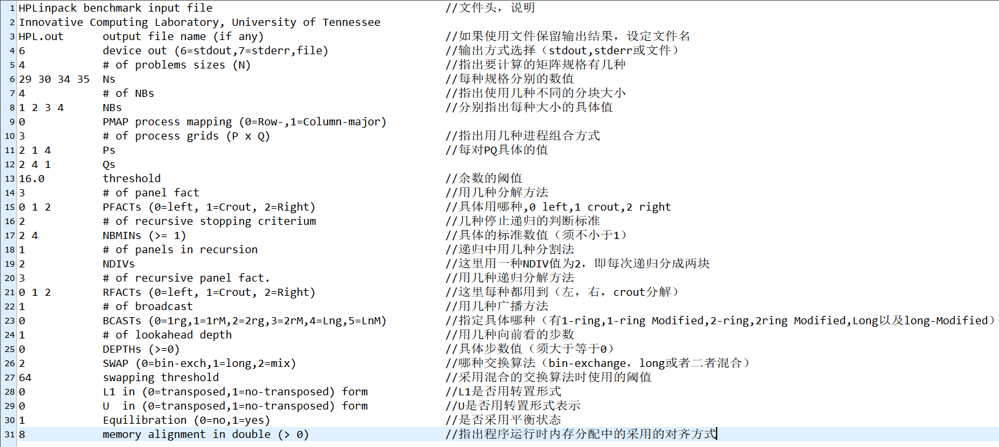 1 HPLinpack benchmark input file //文件头，说明
2 Innovative Computing Laboratory, University of Tennessee
3 HPL.out output file name (if any) //如果使用文件保留输出结果，设定文件名
4 6 device out (6=stdout,7=stderr,file) //输出方式选择（stdout,stderr或文件）
5 4 # of problems sizes (N) //指出要计算的矩阵规格有几种
6 29 30 34 35 Ns //每种规格分别的数值
7 4 # of NBs //指出使用几种不同的分块大小
8 1 2 3 4 NBs //分别指出每种大小的具体值
9 0 PMAP process mapping (0=Row-,1=Column-major)
10 3 # of process grids (P x Q) //指出用几种进程组合方式
11 2 1 4 Ps //每对PQ具体的值
12 2 4 1 Qs
13 16.0 threshold //余数的阈值
14 3 # of panel fact //用几种分解方法
15 0 1 2 PFACTs (0=left, 1=Crout, 2=Right) //具体用哪种,0 left,1 crout,2 right
16 2 # of recursive stopping criterium //几种停止递归的判断标准
17 2 4 NBMINs (>= 1) //具体的标准数值（须不小于1）
18 1 # of panels in recursion //递归中用几种分割法
19 2 NDIVs //这里用一种NDIV值为2，即每次递归分成两块
20 3 # of recursive panel fact. //用几种递归分解方法
21 0 1 2 RFACTs (0=left, 1=Crout, 2=Right) //这里每种都用到（左，右，crout分解）
22 1 # of broadcast //用几种广播方法
23 0 BCASTs (0=1rg,1=1rM,2=2rg,3=2rM,4=Lng,5=LnM) //指定具体哪种（有1-ring,1-ring Modified,2-ring,2ring Modified,Long以及long-Modified）
24 1 # of lookahead depth //用几种向前看的步数
25 0 DEPTHs (>=0) //具体步数值（须大于等于0）
26 2 SWAP (0=bin-exch,1=long,2=mix) //哪种交换算法（bin-exchange，long或者二者混合）
27 64 swapping threshold //采用混合的交换算法时使用的阈值
28 0 L1 in (0=transposed,1=no-transposed) form //L1是否用转置形式
29 0 U in (0=transposed,1=no-transposed) form //U是否用转置形式表示
30 1 Equilibration (0=no,1=yes) //是否采用平衡状态
31 8 memory alignment in double (> 0) //指出程序运行时内存分配中的采用的对齐方式